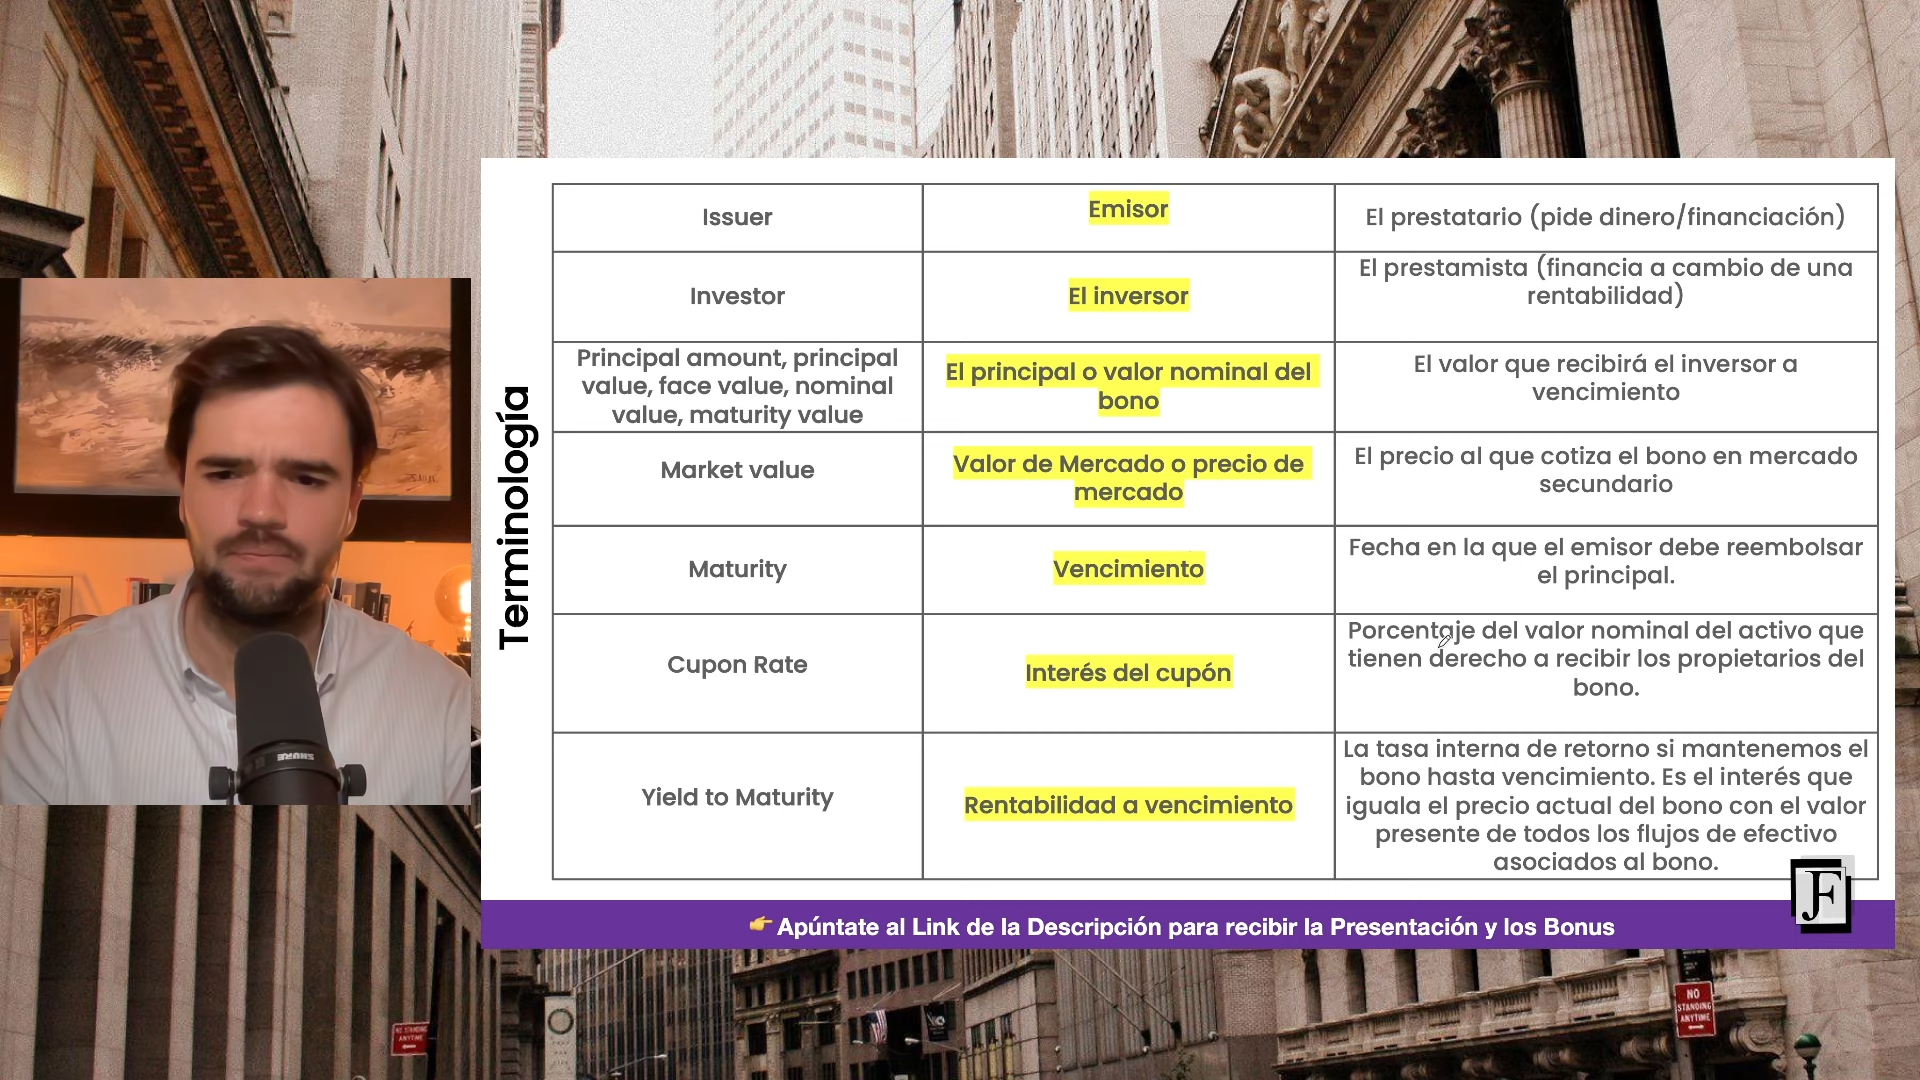 Terminología
Issuer
Emisor
El prestatario (pide dinero/financiación)
Investor
El inversor
El prestamista (financia a cambio de una
rentabilidad)
Principal amount, principal
value, face value, nominal
value, maturity value
El principal o valor nominal del
bono
El valor que recibirá el inversor a
vencimiento
Market value
Valor de Mercado o precio de
mercado
El precio al que cotiza el bono en mercado
secundario
Maturity
Vencimiento
Fecha en la que el emisor debe reembolsar
el principal.
Cupon Rate
Interés del cupón
Porcentaje del valor nominal del activo que
tienen derecho a recibir los propietarios del
bono.
Yield to Maturity
Rentabilidad a vencimiento
La tasa interna de retorno si mantenemos el
bono hasta vencimiento. Es el interés que
iguala el precio actual del bono con el valor
presente de todos los flujos de efectivo
asociados al bono.
👉 Apúntate al Link de la Descripción para recibir la Presentación y los Bonus
F
SHURE
NO STANDING
ANYTIME
NO
STANDING
ANYTIME